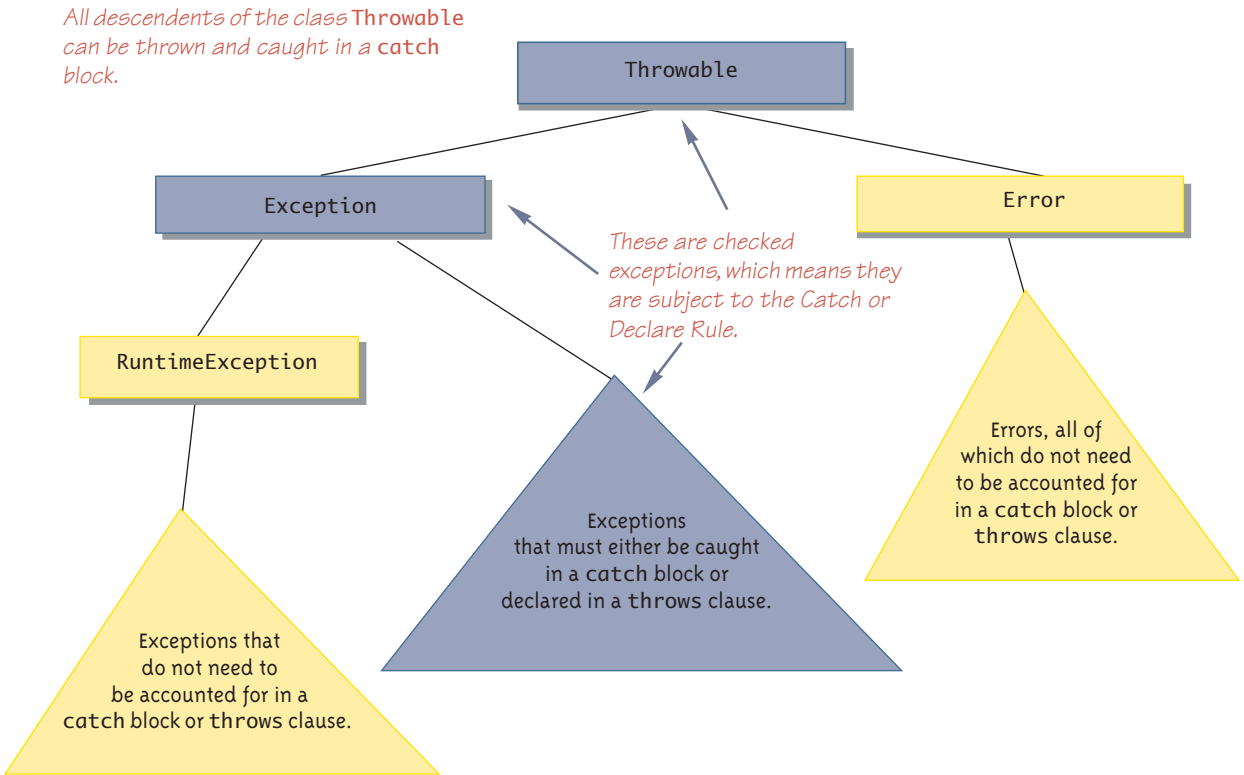 All descendents of the class Throwable
can be thrown and caught in a catch
block.
Throwable
Exception
Error
These are checked
exceptions, which means they
are subject to the Catch or
Declare Rule.
RuntimeException
Errors, all of
which do not need
to be accounted for
in a catch block or
throws clause.
Exceptions
that must either be caught
in a catch block or
declared in a throws clause.
Exceptions that
do not need to
be accounted for in a
catch block or throws clause.